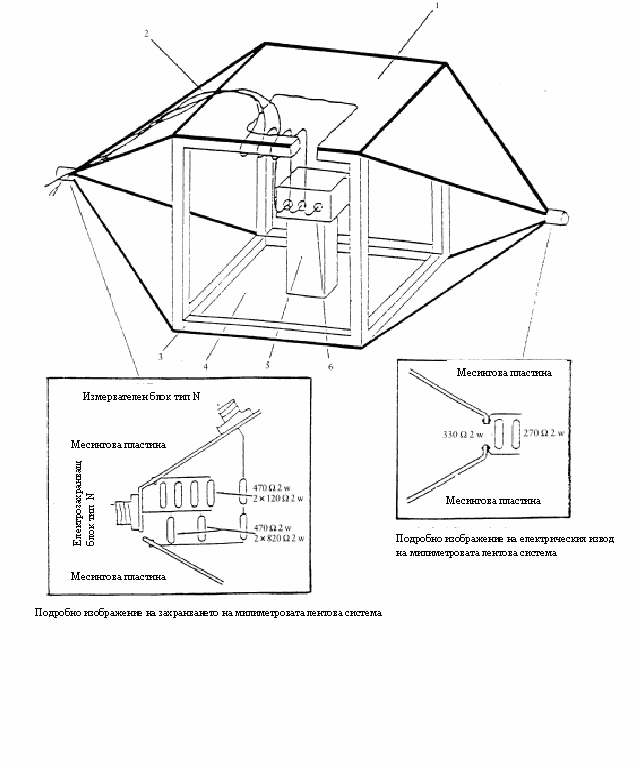 1
2
3
4
5
6
Измервателен блок тип N
Месингова пластина
Електрозахранващ
блок тип N
470 Ω 2 w
2 × 120 Ω 2 w
470 Ω 2 w
2 × 820 Ω 2 w
Месингова пластина
Месингова пластина
330 Ω 2 w
270 Ω 2 w
Месингова пластина
Подробно изображение на електрическия извод
на милиметровата лентова система
Подробно изображение на захранването на милиметровата лентова система